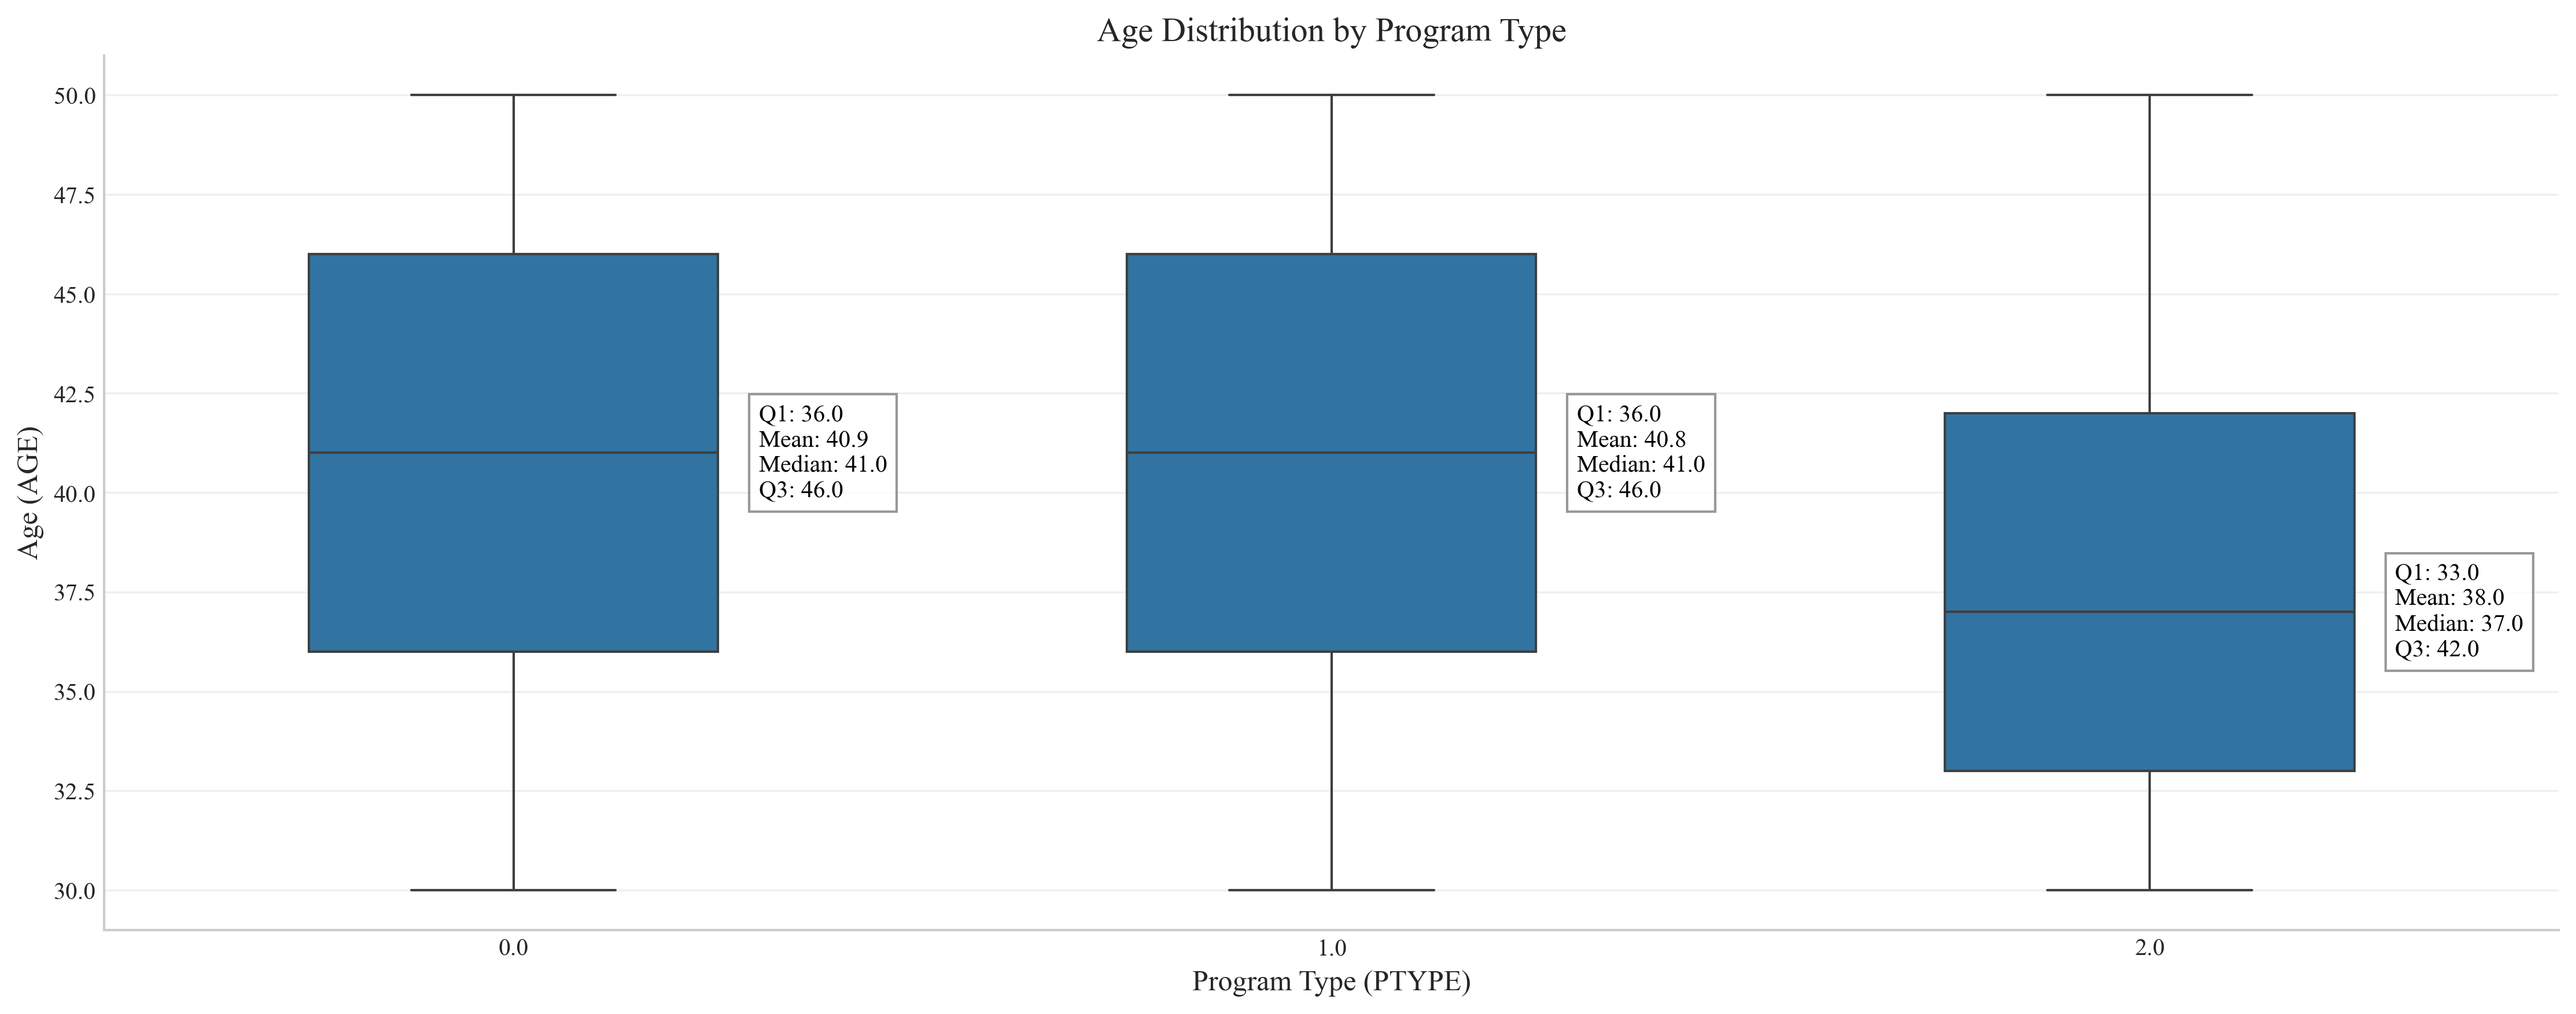 Age Distribution by Program Type
Age (AGE)
50.0
47.5
45.0
42.5
40.0
37.5
35.0
32.5
30.0
Q1: 36.0
Mean: 40.9
Median: 41.0
Q3: 46.0
Q1: 36.0
Mean: 40.8
Median: 41.0
Q3: 46.0
Q1: 33.0
Mean: 38.0
Median: 37.0
Q3: 42.0
0.0
1.0
2.0
Program Type (PTYPE)